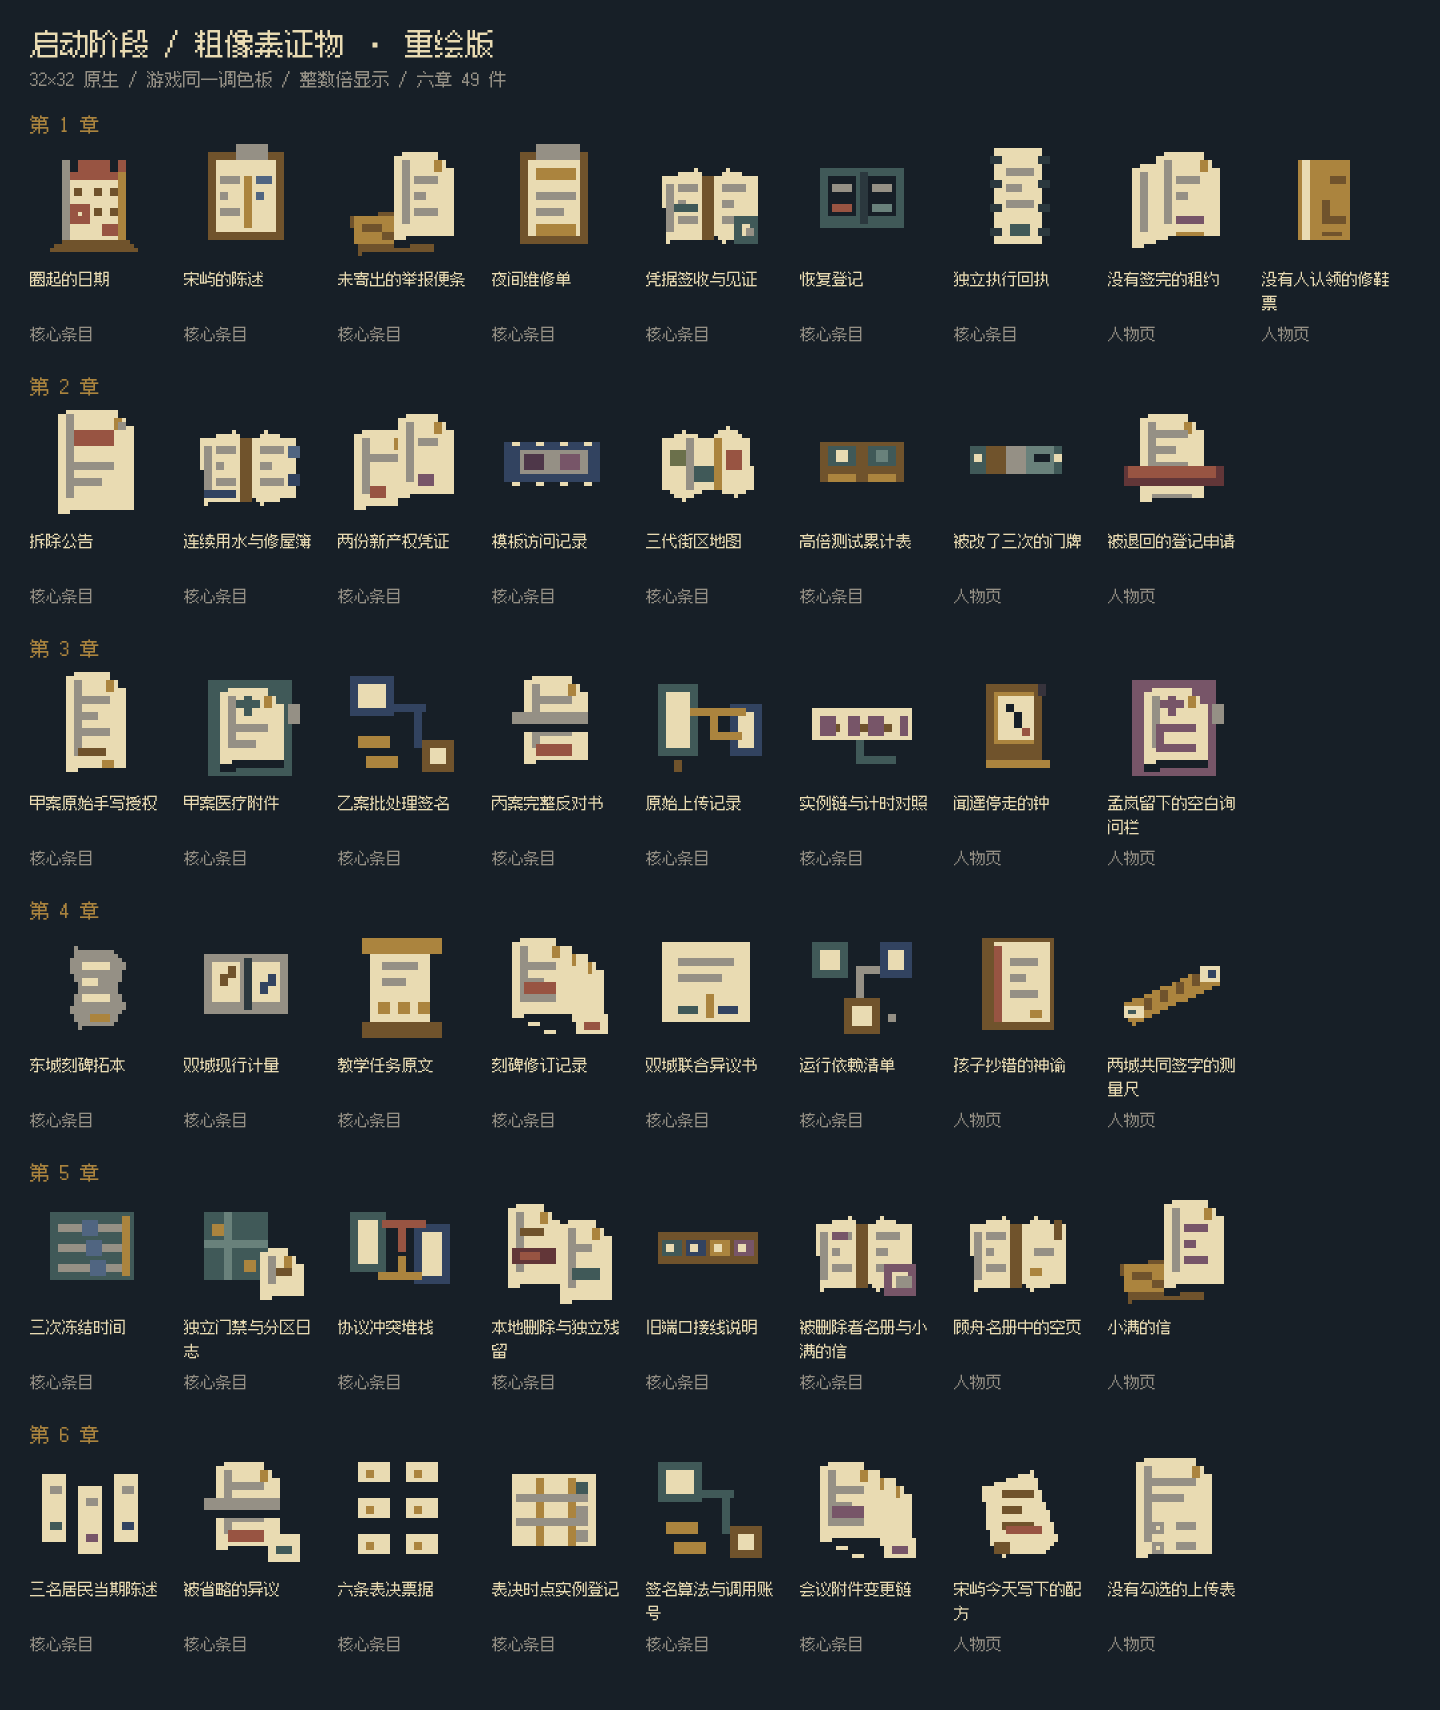 启动阶段 / 粗像素证物 · 重绘版
32×32 原生 / 游戏同一调色板 / 整数倍显示 / 六章 49 件
第 1 章
圈起的日期
宋屿的陈述
未寄出的举报便条
夜间维修单
凭据签收与见证
恢复登记
独立执行回执
没有签完的租约
没有人认领的修鞋
票
核心条目
核心条目
核心条目
核心条目
核心条目
核心条目
核心条目
人物页
人物页
第 2 章
拆除公告
连续用水与修屋簿
两份新产权凭证
模板访问记录
三代街区地图
高倍测试累计表
被改了三次的门牌
被退回的登记申请
核心条目
核心条目
核心条目
核心条目
核心条目
核心条目
人物页
人物页
第 3 章
甲案原始手写授权
甲案医疗附件
乙案批处理签名
丙案完整反对书
原始上传记录
实例链与计时对照
闻遥停走的钟
孟岚留下的空白询
问栏
核心条目
核心条目
核心条目
核心条目
核心条目
核心条目
人物页
人物页
第 4 章
东城刻碑拓本
双城现行计量
教学任务原文
刻碑修订记录
双城联合异议书
运行依赖清单
孩子抄错的神谕
两城共同签字的测
量尺
核心条目
核心条目
核心条目
核心条目
核心条目
核心条目
人物页
人物页
第 5 章
三次冻结时间
独立门禁与分区日
志
协议冲突堆栈
本地删除与独立残
留
旧端口接线说明
被删除者名册与小
满的信
顾舟名册中的空页
小满的信
核心条目
核心条目
核心条目
核心条目
核心条目
核心条目
人物页
人物页
第 6 章
三名居民当期陈述
被省略的异议
六条表决票据
表决时点实例登记
签名算法与调用账
号
会议附件变更链
宋屿今天写下的配
方
没有勾选的上传表
核心条目
核心条目
核心条目
核心条目
核心条目
核心条目
人物页
人物页